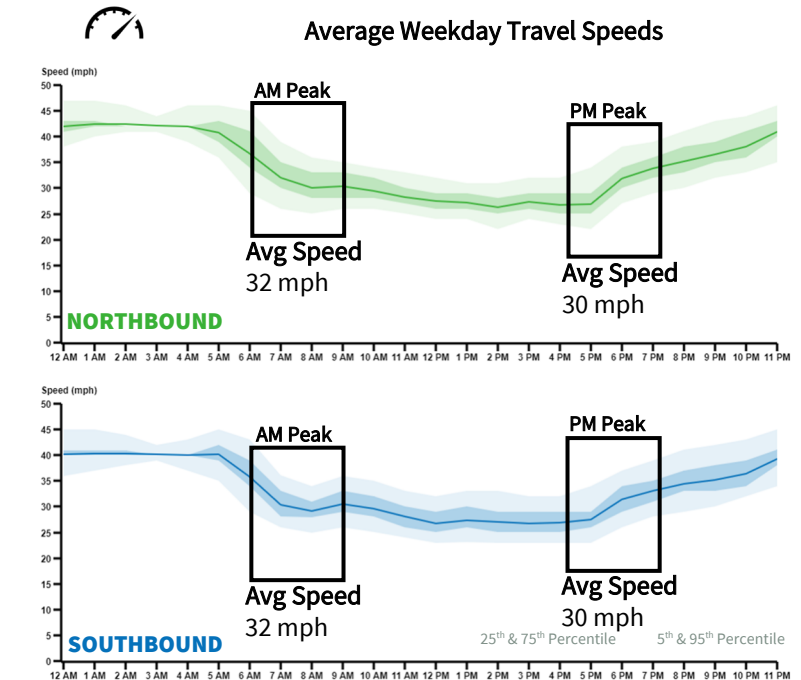 Average Weekday Travel Speeds
Speed (mph)
50
45
40
35
30
25
20
15
10
5
0
AM Peak
PM Peak
Avg Speed
32 mph
Avg Speed
30 mph
NORTHBOUND
12 AM 1 AM 2 AM 3 AM 4 AM 5 AM 6 AM 7 AM 8 AM 9 AM 10 AM 11 AM 12 PM 1 PM 2 PM 3 PM 4 PM 5 PM 6 PM 7 PM 8 PM 9 PM 10 PM 11 PM
Speed (mph)
50
45
40
35
30
25
20
15
10
5
0
AM Peak
PM Peak
Avg Speed
32 mph
Avg Speed
30 mph
SOUTHBOUND
25th & 75th Percentile 5th & 95th Percentile
12 AM 1 AM 2 AM 3 AM 4 AM 5 AM 6 AM 7 AM 8 AM 9 AM 10 AM 11 AM 12 PM 1 PM 2 PM 3 PM 4 PM 5 PM 6 PM 7 PM 8 PM 9 PM 10 PM 11 PM